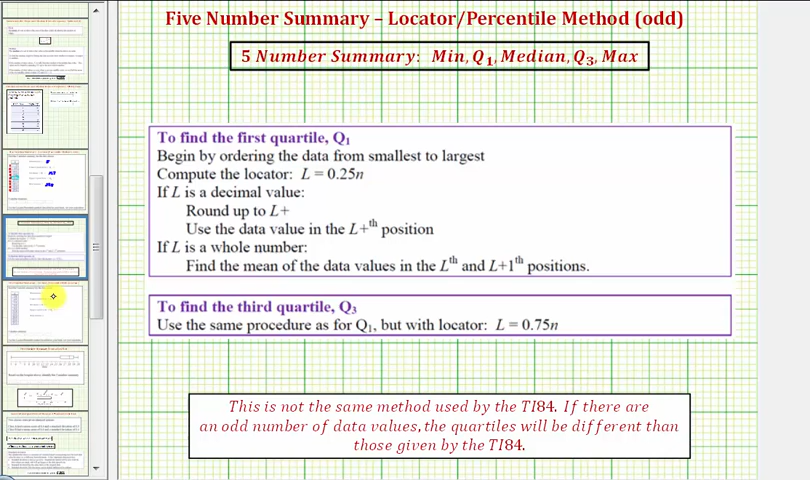 Five Number Summary – Locator/Percentile Method (odd)
5 Number Summary: Min, Q₁, Median, Q₃, Max
To find the first quartile, Q₁
Begin by ordering the data from smallest to largest
Compute the locator: L = 0.25n
If L is a decimal value:
Round up to L+
Use the data value in the L+ᵗʰ position
If L is a whole number:
Find the mean of the data values in the Lᵗʰ and L+1ᵗʰ positions.
To find the third quartile, Q₃
Use the same procedure as for Q₁, but with locator: L = 0.75n
This is not the same method used by the TI84. If there are
an odd number of data values, the quartiles will be different than
those given by the TI84.